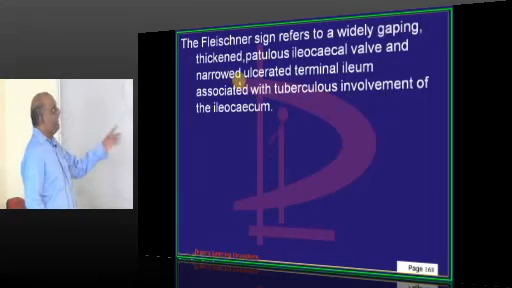 The Fleischner sign refers to a widely gaping,
thickened,patulous ileocaecal valve and
narrowed ulcerated terminal ileum
associated with tuberculous involvement of
the ileocaecum.
Page 168